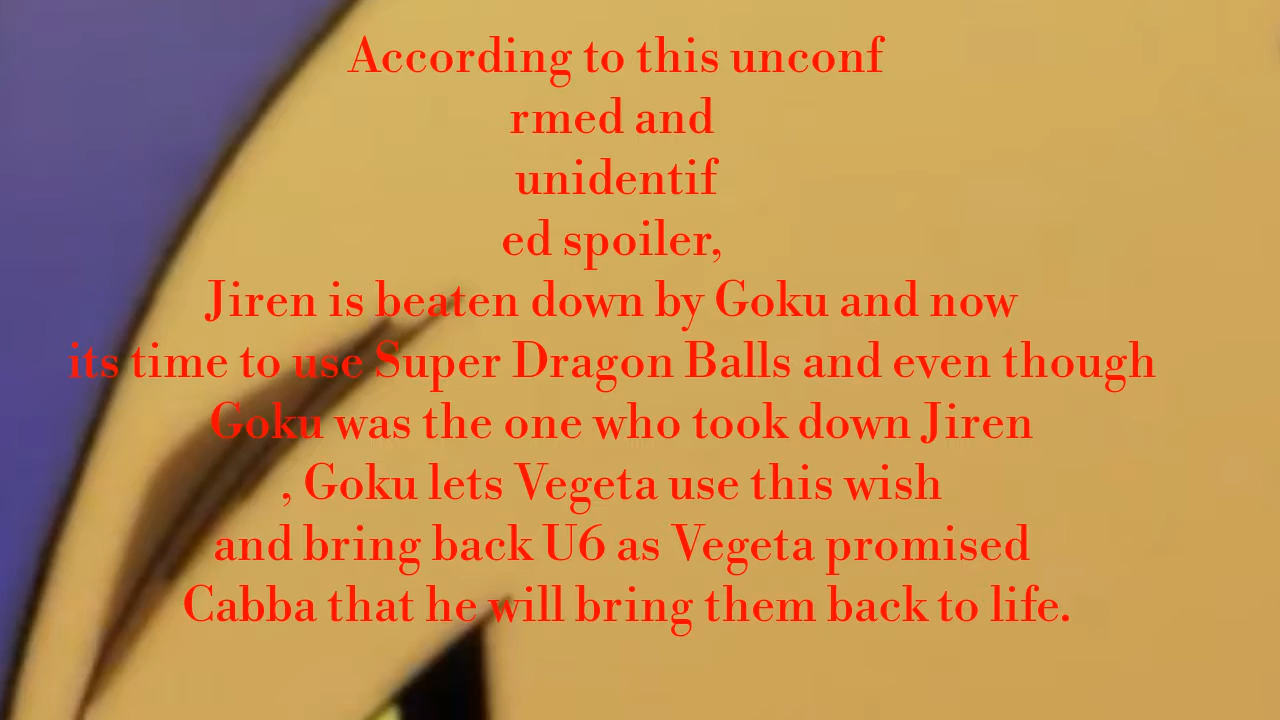 According to this unconf
rmed and
unidentif
ed spoiler,
Jiren is beaten down by Goku and now
its time to use Super Dragon Balls and even though
Goku was the one who took down Jiren
, Goku lets Vegeta use this wish
and bring back U6 as Vegeta promised
Cabba that he will bring them back to life.